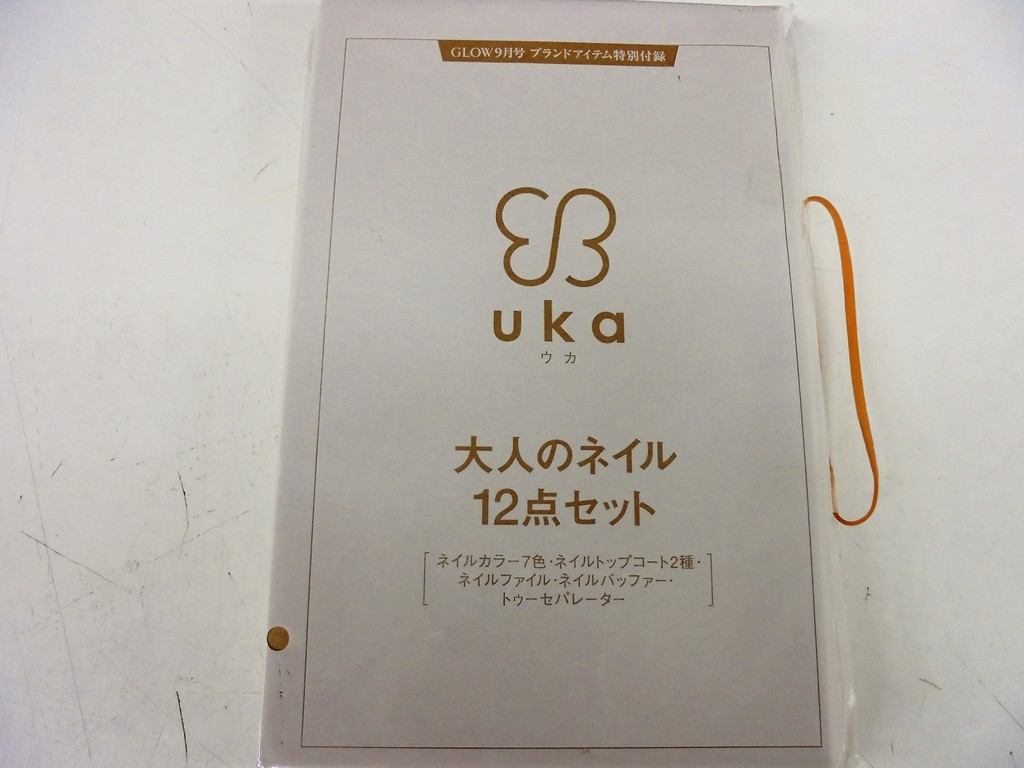 GLOW9月号 ブランドアイテム特別付録
uka
ウカ
大人のネイル
12点セット
ネイルカラー7色・ネイルトップコート2種・
ネイルファイル・ネイルバッファー・
トゥーセパレーター